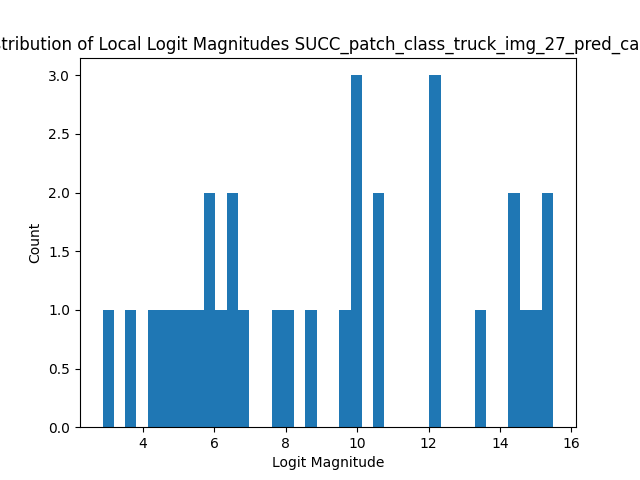 tribution of Local Logit Magnitudes SUCC_patch_class_truck_img_27_pred_ca
3.0
2.5
2.0
1.5
1.0
0.5
0.0
Count
4 6 8 10 12 14 16
Logit Magnitude